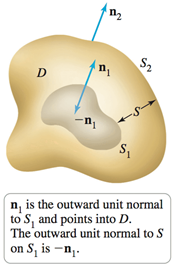 n₂
D
n₁
S₂
S
−n₁
S₁
n₁ is the outward unit normal
to S₁ and points into D.
The outward unit normal to S
on S₁ is −n₁.